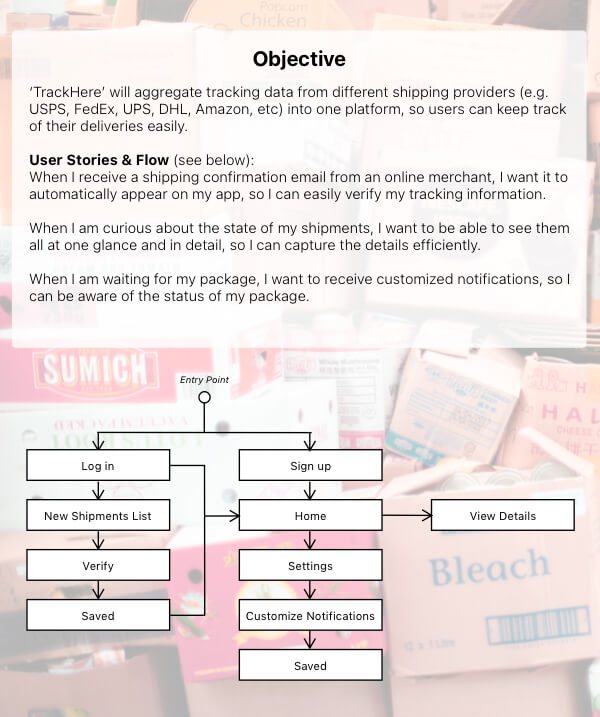 Popcorn
Chicken
Objective
‘TrackHere’ will aggregate tracking data from different shipping providers (e.g.
USPS, FedEx, UPS, DHL, Amazon, etc) into one platform, so users can keep track
of their deliveries easily.
User Stories & Flow (see below):
When I receive a shipping confirmation email from an online merchant, I want it to
automatically appear on my app, so I can easily verify my tracking information.
When I am curious about the state of my shipments, I want to be able to see them
all at one glance and in detail, so I can capture the details efficiently.
When I am waiting for my package, I want to receive customized notifications, so I
can be aware of the status of my package.
SUMICH
Entry Point
Log in
Sign up
New Shipments List
Home
View Details
Verify
Settings
Bleach
Saved
Customize Notifications
Saved